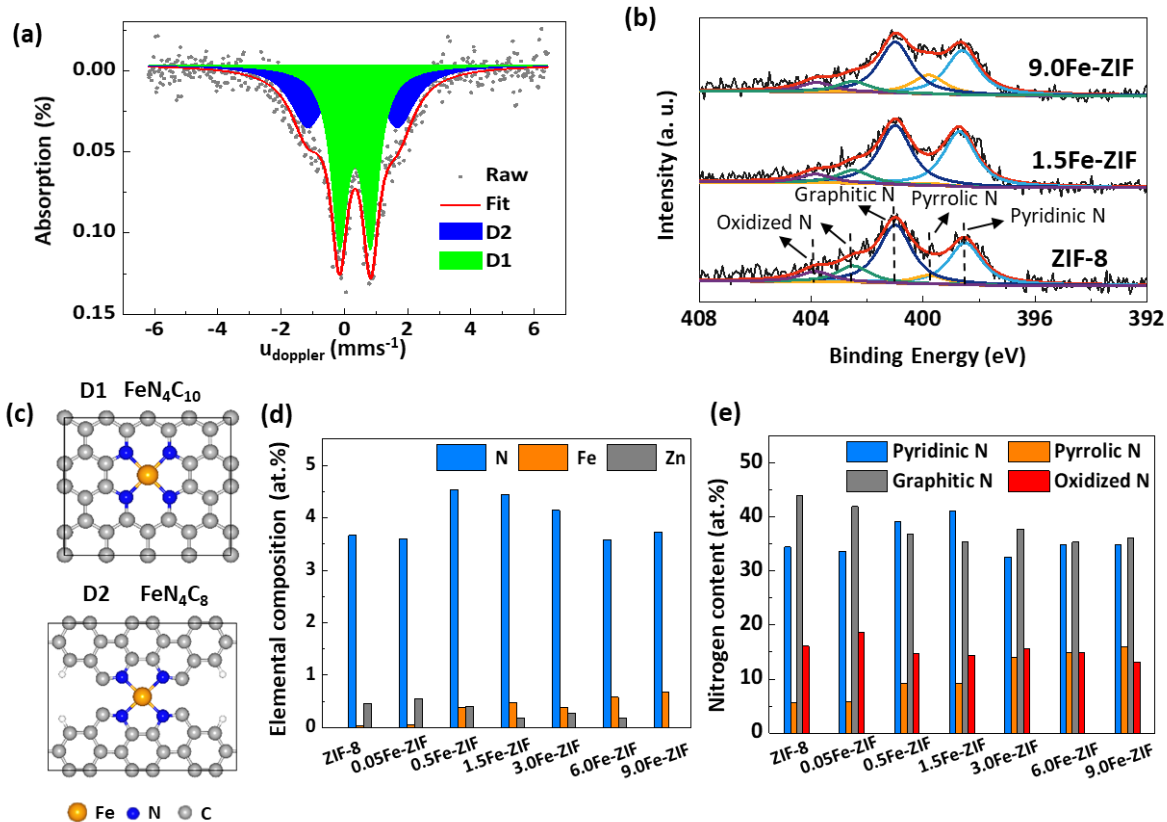 (a)
0.00
0.05
0.10
0.15
Absorption (%)
-6 -4 -2 0 2 4 6
u_doppler (mms⁻¹)
Raw
Fit
D2
D1
(b)
9.0Fe-ZIF
1.5Fe-ZIF
Graphitic N
Pyrrolic N
Oxidized N
Pyridinic N
ZIF-8
Intensity (a. u.)
408 404 400 396 392
Binding Energy (eV)
(c)
D1 FeN₄C₁₀
D2 FeN₄C₈
Fe N C
(d)
N Fe Zn
5
4
3
2
1
0
Elemental composition (at.%)
ZIF-8 0.05Fe-ZIF 0.5Fe-ZIF 1.5Fe-ZIF 3.0Fe-ZIF 6.0Fe-ZIF 9.0Fe-ZIF
(e)
Pyridinic N Pyrrolic N
Graphitic N Oxidized N
50
40
30
20
10
0
Nitrogen content (at.%)
ZIF-8 0.05Fe-ZIF 0.5Fe-ZIF 1.5Fe-ZIF 3.0Fe-ZIF 6.0Fe-ZIF 9.0Fe-ZIF